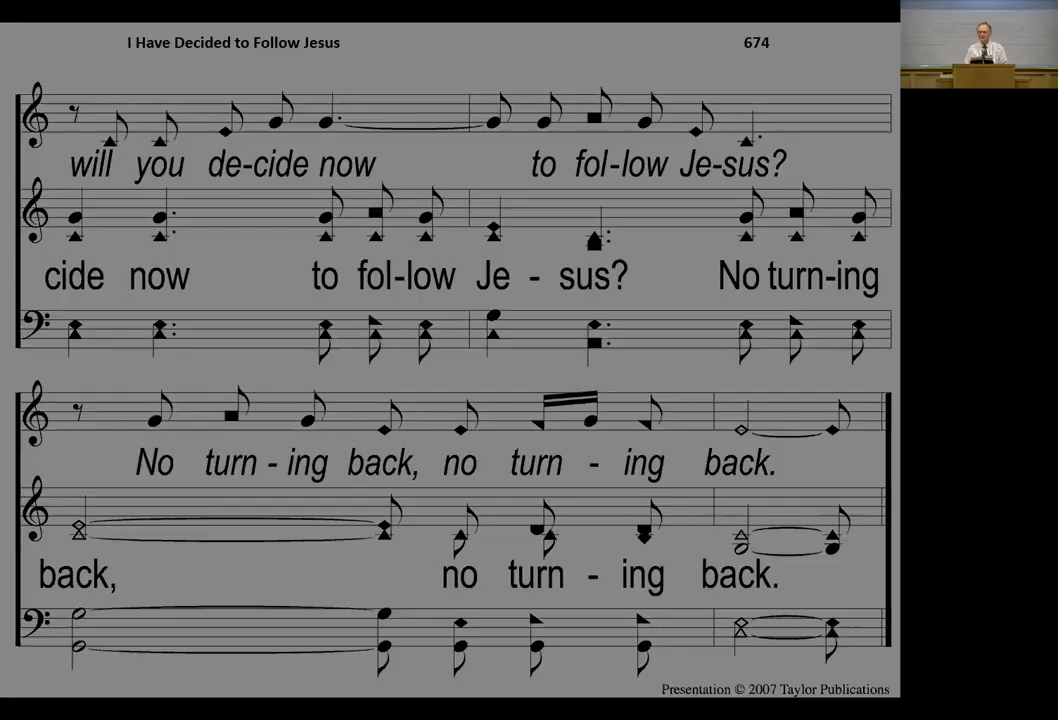 I Have Decided to Follow Jesus 674
will you de-cide now to fol-low Je-sus?
cide now to fol-low Je - sus? No turn-ing
No turn - ing back, no turn - ing back.
back, no turn - ing back.
Presentation © 2007 Taylor Publications